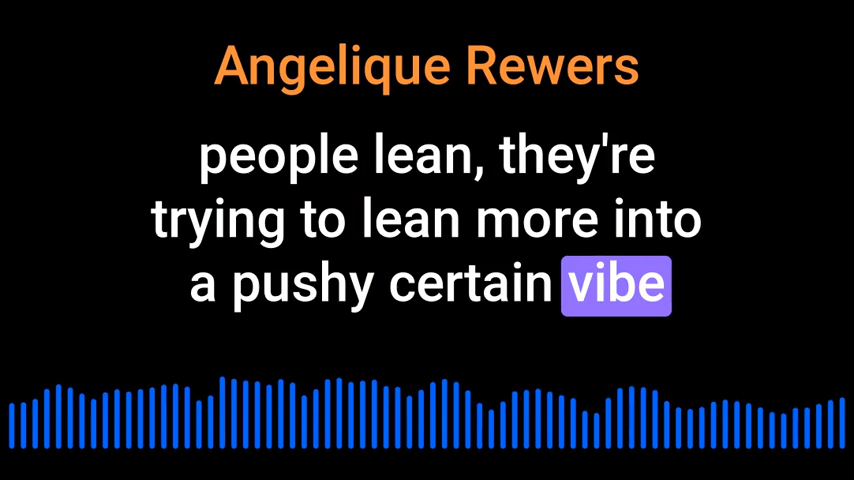 Angelique Rewers
people lean, they're
trying to lean more into
a pushy certain vibe